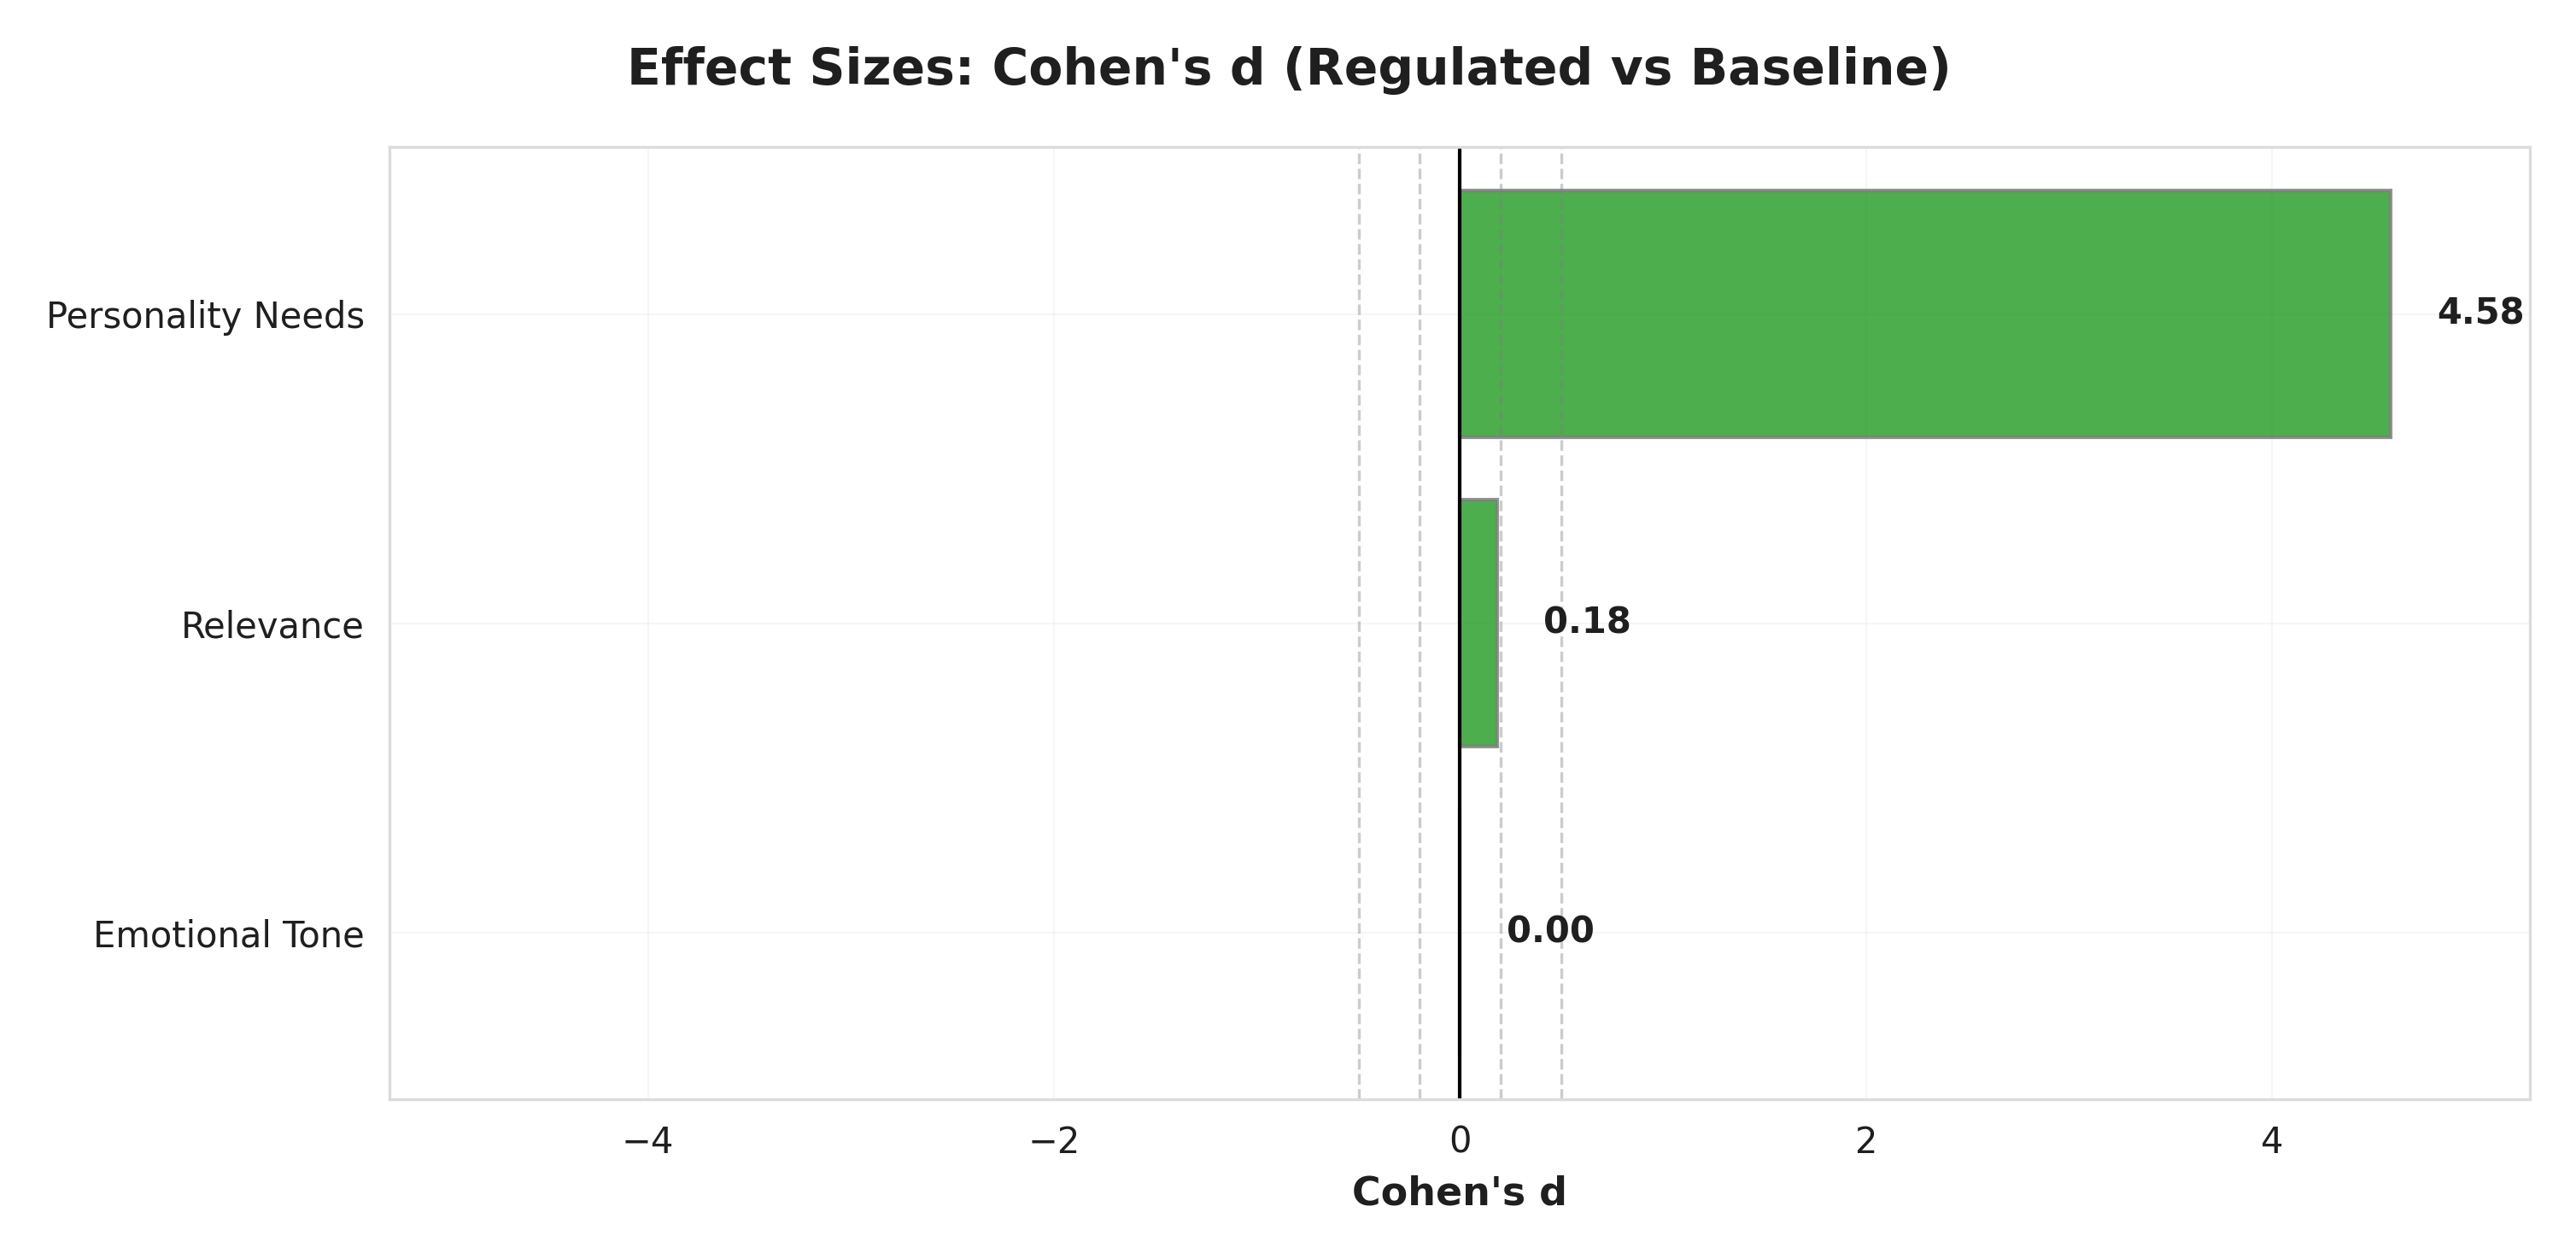 Effect Sizes: Cohen's d (Regulated vs Baseline)
Personality Needs
4.58
Relevance
0.18
Emotional Tone
0.00
−4
−2
0
2
4
Cohen's d